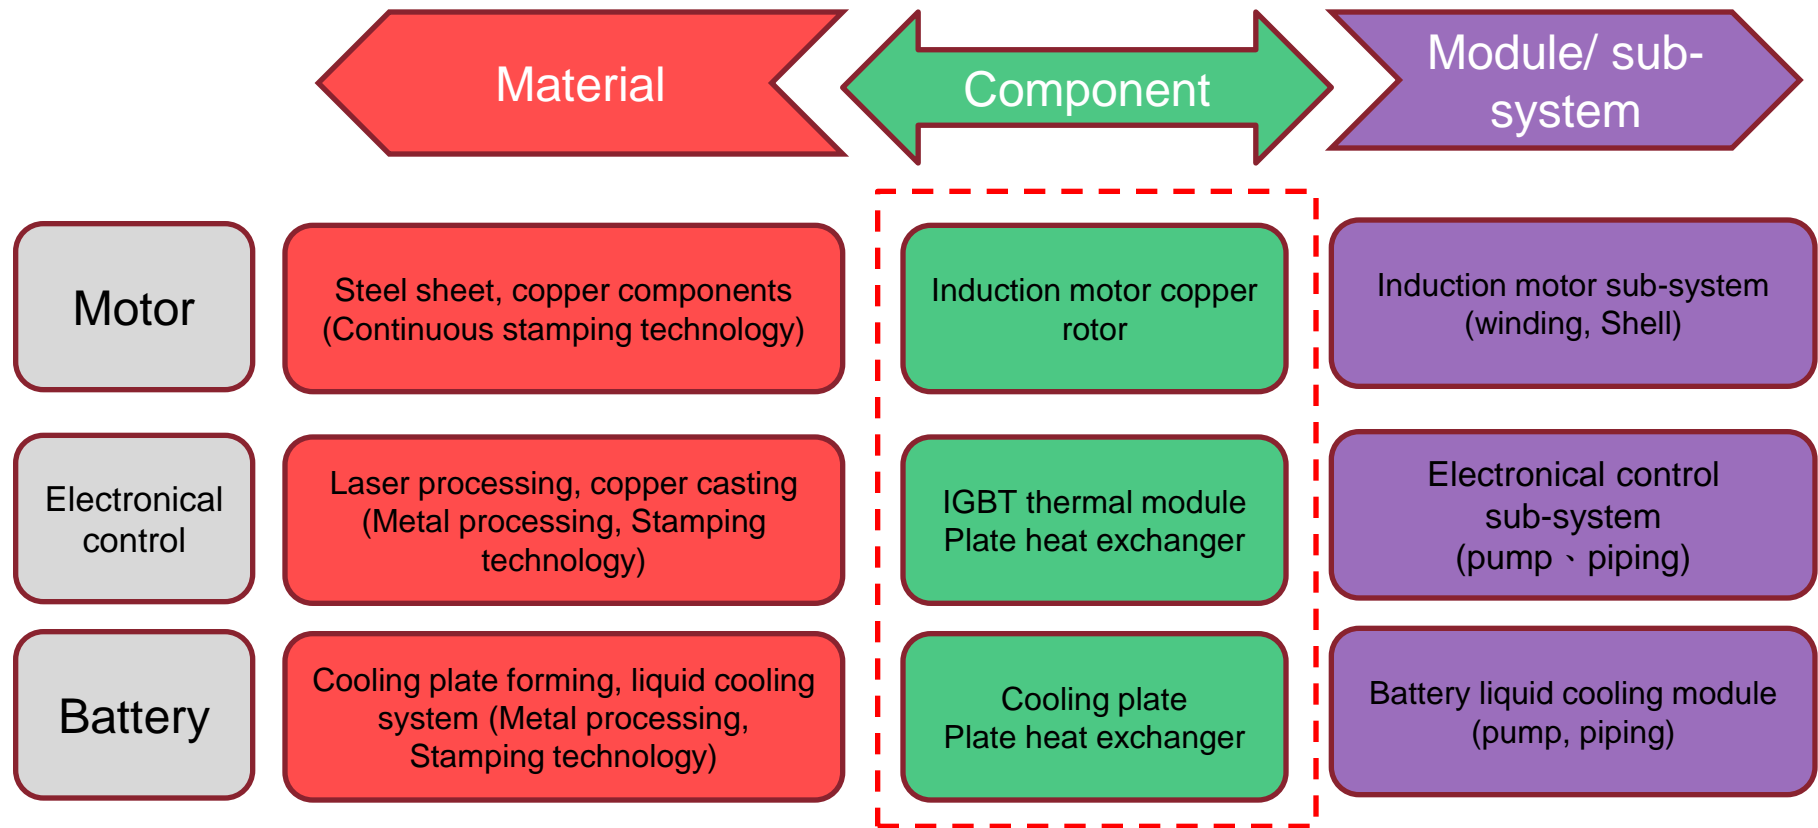 Material
Component
Module/ sub-
system
Motor
Steel sheet, copper components
(Continuous stamping technology)
Induction motor copper
rotor
Induction motor sub-system
(winding, Shell)
Electronical
control
Laser processing, copper casting
(Metal processing, Stamping
technology)
IGBT thermal module
Plate heat exchanger
Electronical control
sub-system
(pump、piping)
Battery
Cooling plate forming, liquid cooling
system (Metal processing,
Stamping technology)
Cooling plate
Plate heat exchanger
Battery liquid cooling module
(pump, piping)